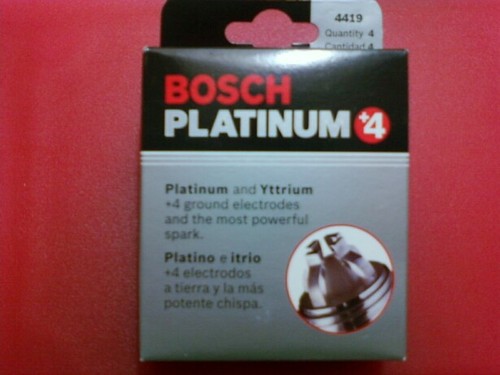 4419
Quantity 4
Cantidad 4
BOSCH
PLATINUM +4
Platinum and Yttrium
+4 ground electrodes
and the most powerful
spark.
Platino e itrio
+4 electrodos
a tierra y la más
potente chispa.